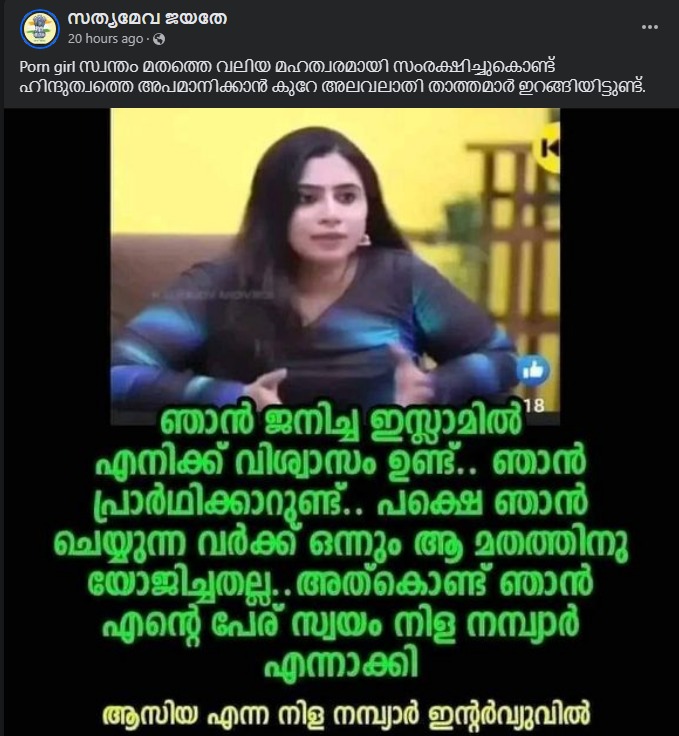 സത്യമേവ ജയതേ
20 hours ago ·
Porn girl സ്വന്തം മതത്തെ വലിയ മഹത്വരമായി സംരക്ഷിച്ചുകൊണ്ട്
ഹിന്ദുത്വത്തെ അപമാനിക്കാൻ കുറേ അലവലാതി താത്തമാർ ഇറങ്ങിയിട്ടുണ്ട്.
K
18
ഞാൻ ജനിച്ച ഇസ്ലാമിൽ
എനിക്ക് വിശ്വാസം ഉണ്ട്.. ഞാൻ
പ്രാർഥിക്കാറുണ്ട്.. പക്ഷെ ഞാൻ
ചെയ്യുന്ന വർക്ക് ഒന്നും ആ മതത്തിനു
യോജിച്ചതല്ല..അത്കൊണ്ട് ഞാൻ
എന്റെ പേര് സ്വയം നിള നമ്പ്യാർ
എന്നാക്കി
ആസിയ എന്ന നിള നമ്പ്യാർ ഇന്റർവ്യുവിൽ